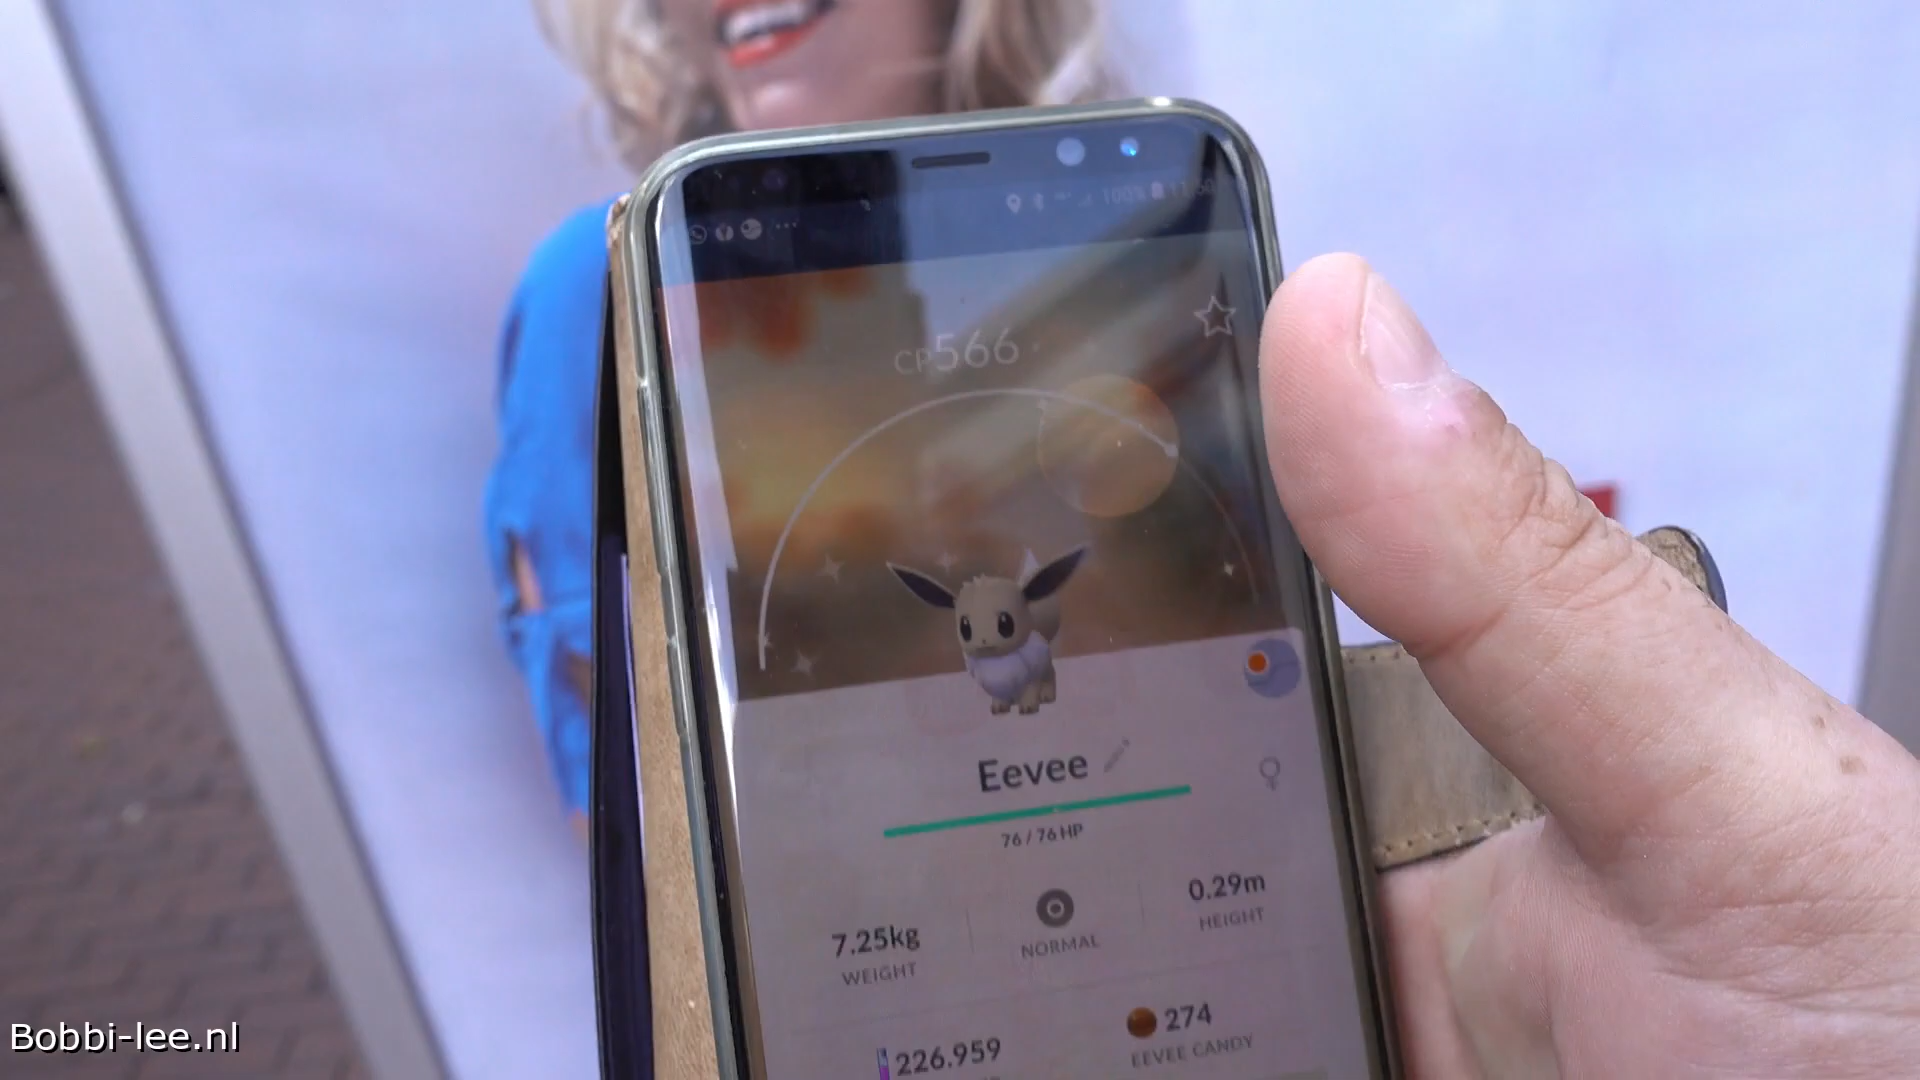 100%
CP566
Eevee
76 / 76 HP
7.25kg
WEIGHT
NORMAL
0.29m
HEIGHT
226.959
274
EEVEE CANDY
Bobbi-lee.nl